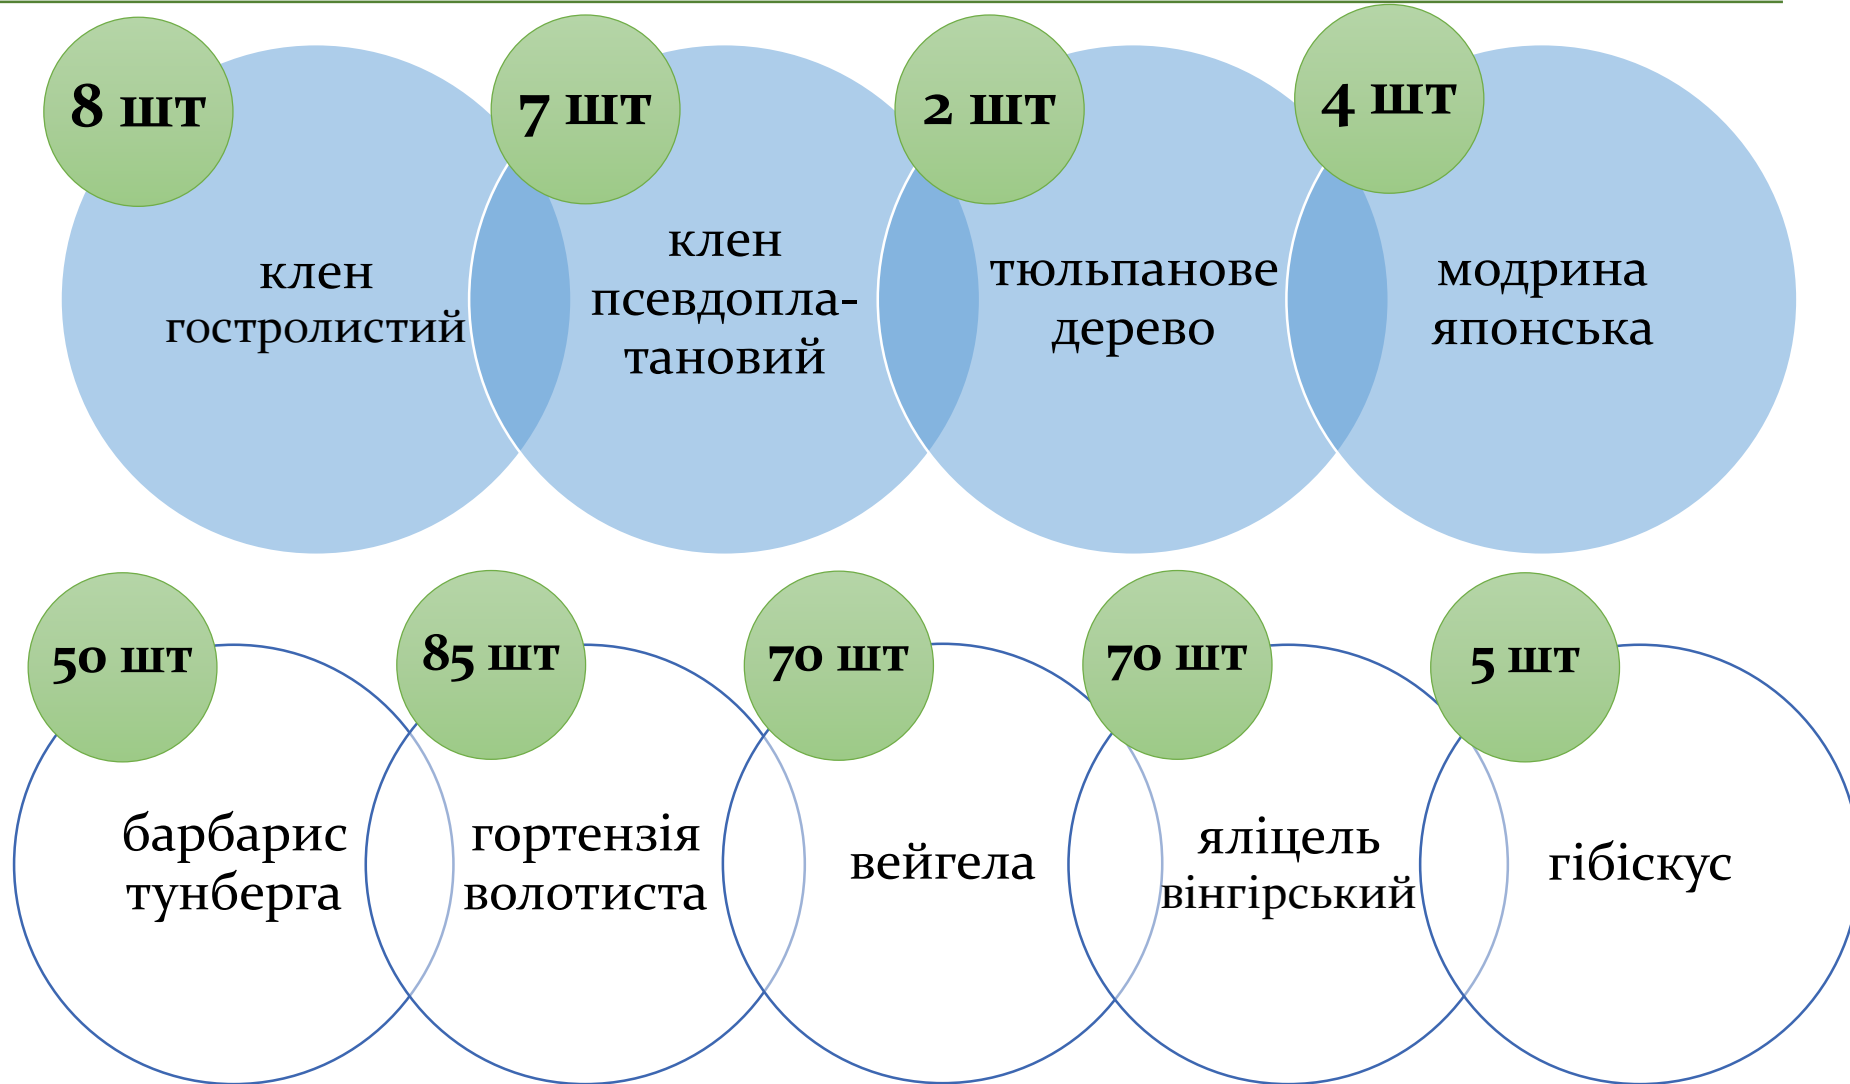 8 шт
7 шт
2 шт
4 шт
клен
гостролистий
клен
псевдопла-
тановий
тюльпанове
дерево
модрина
японська
50 шт
85 шт
70 шт
70 шт
5 шт
барбарис
тунберга
гортензія
волотиста
вейгела
яліцель
вінгірський
гібіскус